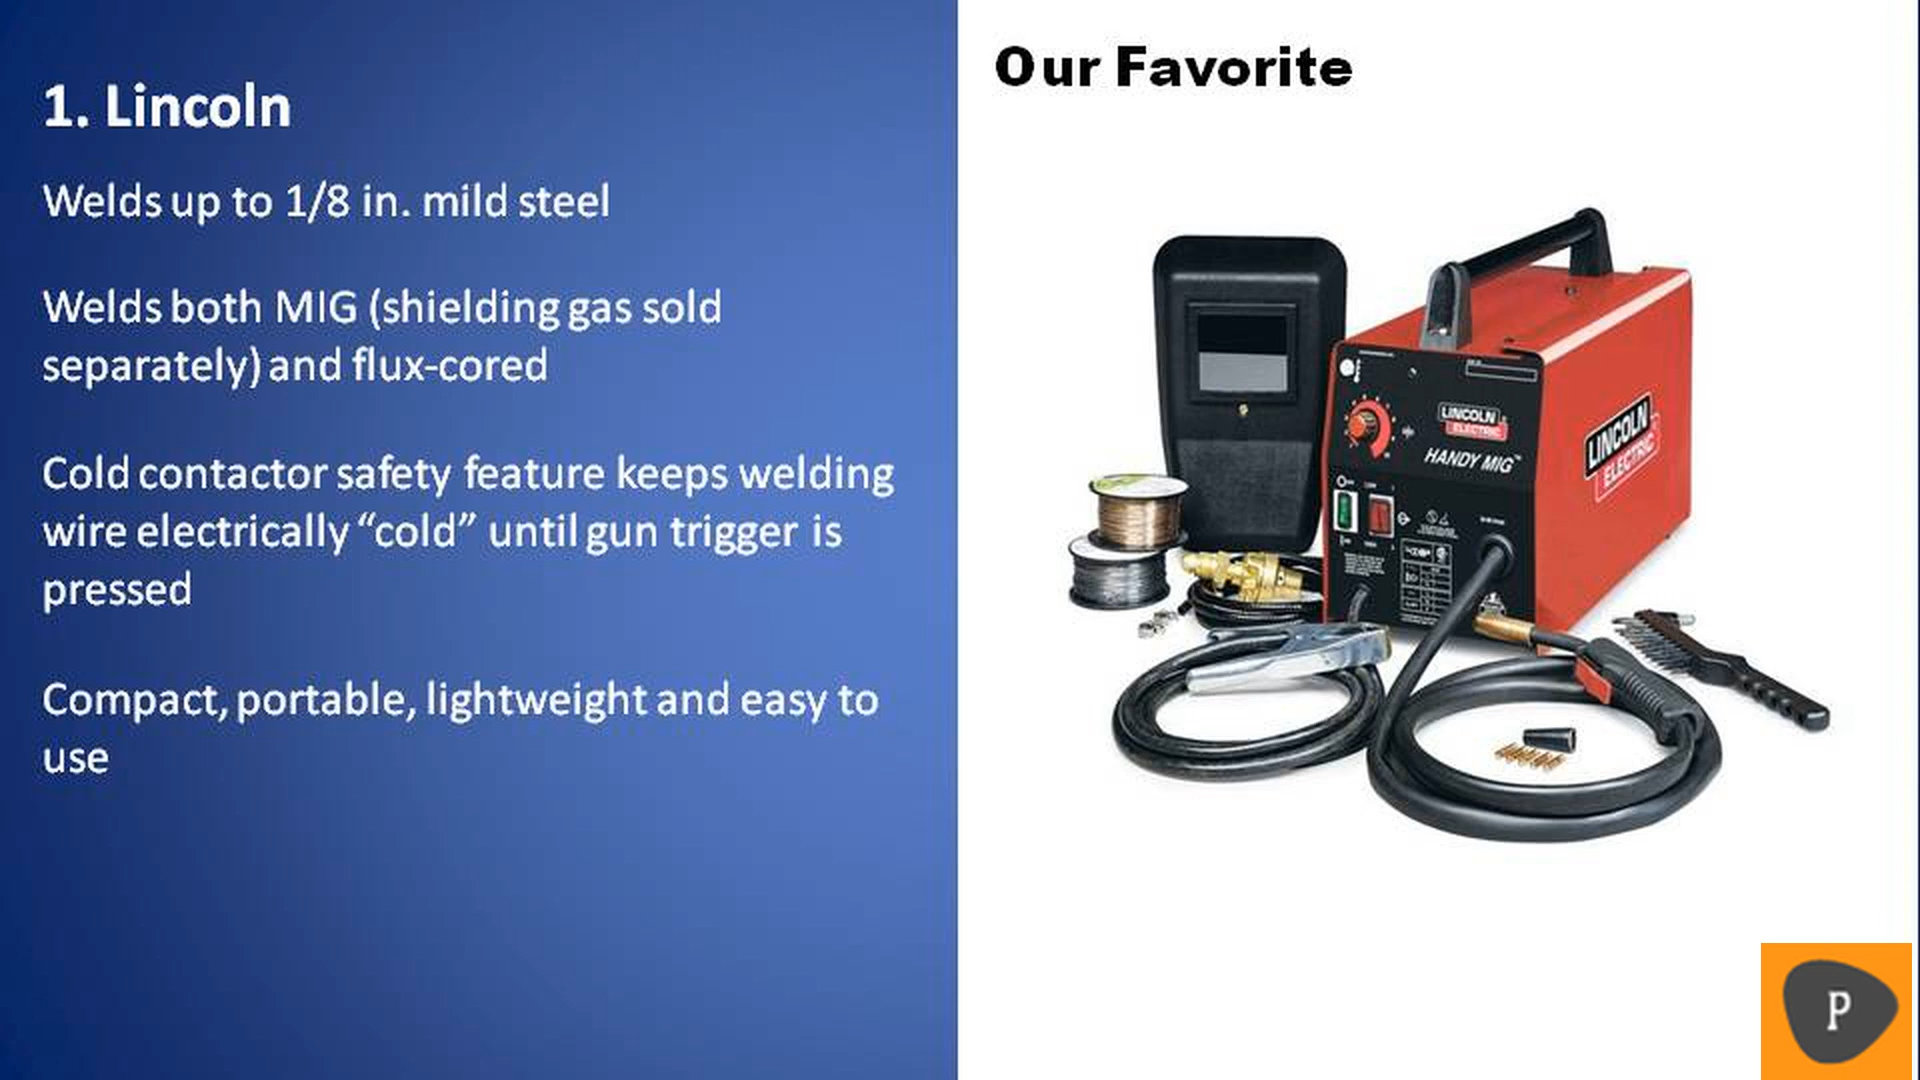 Our Favorite
1. Lincoln
Welds up to 1/8 in. mild steel
Welds both MIG (shielding gas sold
separately) and flux-cored
Cold contactor safety feature keeps welding
wire electrically “cold” until gun trigger is
pressed
Compact, portable, lightweight and easy to
use
LINCOLN
ELECTRIC
HANDY MIG™
LINCOLN
ELECTRIC
P